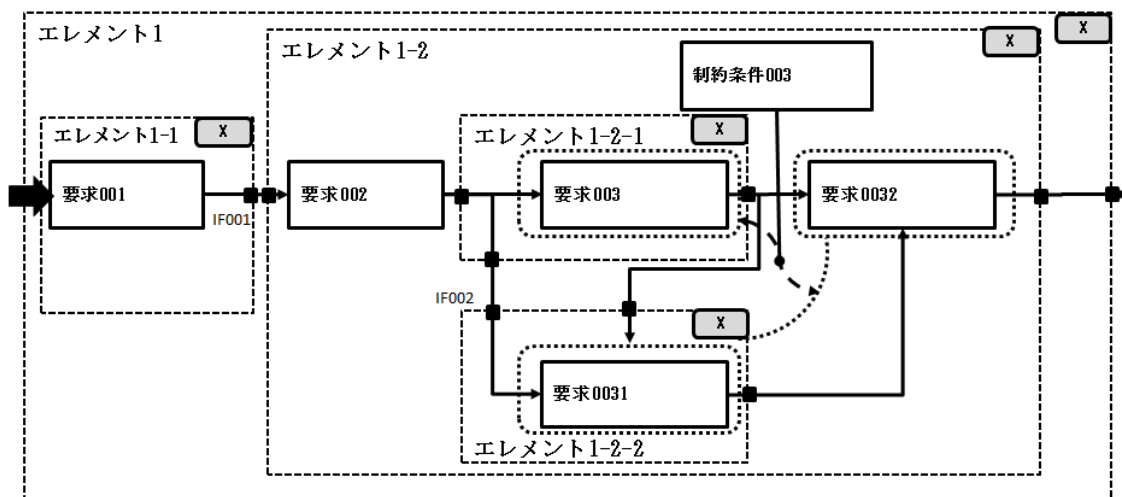 エレメント1
X
エレメント1-2
X
制約条件003
エレメント1-1
X
エレメント1-2-1
X
要求001
要求002
要求003
要求0032
IF001
IF002
X
要求0031
エレメント1-2-2